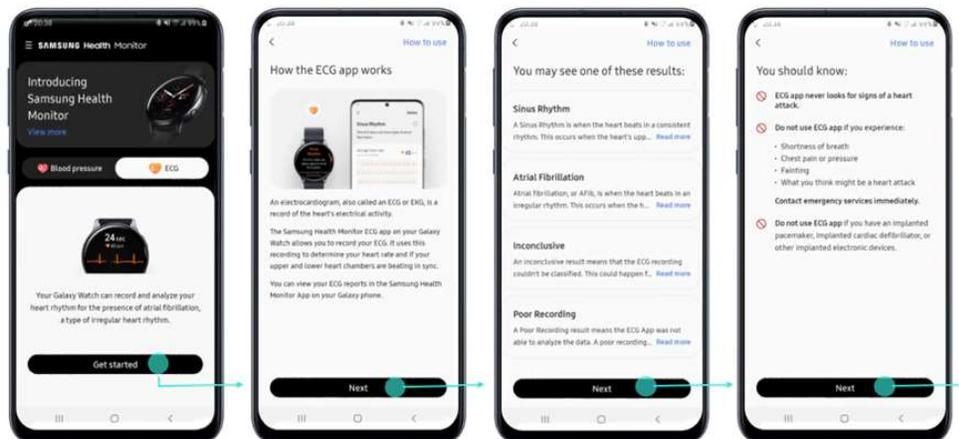 20:38
SAMSUNG Health Monitor
Introducing
Samsung Health
Monitor
View more
Blood pressure
ECG
24 sec
Your Galaxy Watch can record and analyze your
heart rhythm for the presence of atrial fibrillation,
a type of irregular heart rhythm.
Get started
20:38
How to use
How the ECG app works
Sinus Rhythm
An electrocardiogram, also called an ECG or EKG, is a
record of the heart's electrical activity.
The Samsung Health Monitor ECG app on your Galaxy
Watch allows you to record your ECG. It uses this
recording to determine your heart rate and if your
upper and lower heart chambers are beating in sync.
You can view your ECG reports in the Samsung Health
Monitor App on your Galaxy phone.
Next
20:38
How to use
You may see one of these results:
Sinus Rhythm
A Sinus Rhythm is when the heart beats in a consistent
rhythm. This occurs when the heart's upp... Read more
Atrial Fibrillation
Atrial fibrillation, or AFib, is when the heart beats in an
irregular rhythm. This occurs when the h... Read more
Inconclusive
An inconclusive result means that the ECG recording
couldn't be classified. This could happen f... Read more
Poor Recording
A Poor Recording result means the ECG App was not
able to analyze the data. A poor recording... Read more
Next
20:38
How to use
You should know:
ECG app never looks for signs of a heart
attack.
Do not use ECG app if you experience:
• Shortness of breath
• Chest pain or pressure
• Fainting
• What you think might be a heart attack
Contact emergency services immediately.
Do not use ECG app if you have an implanted
pacemaker, implanted cardiac defibrillator, or
other implanted electronic devices.
Next